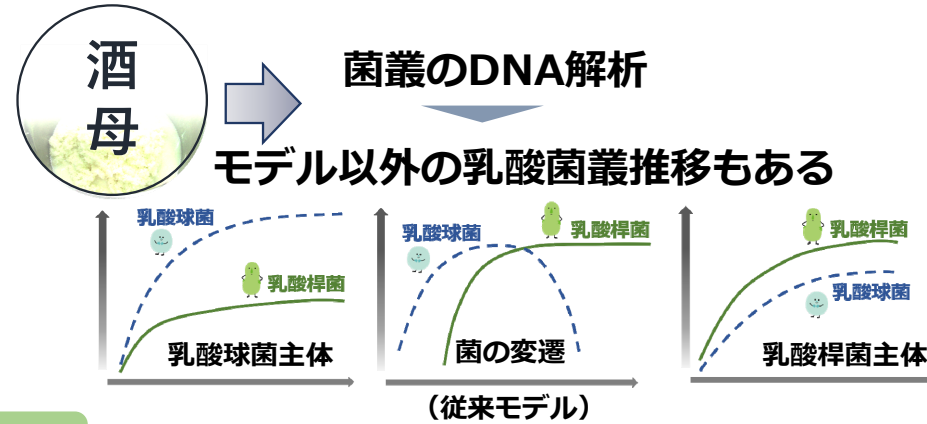 酒
母
菌叢のDNA解析
モデル以外の乳酸菌叢推移もある
乳酸球菌
乳酸桿菌
乳酸球菌主体
乳酸球菌
乳酸桿菌
菌の変遷
（従来モデル）
乳酸桿菌
乳酸球菌
乳酸桿菌主体